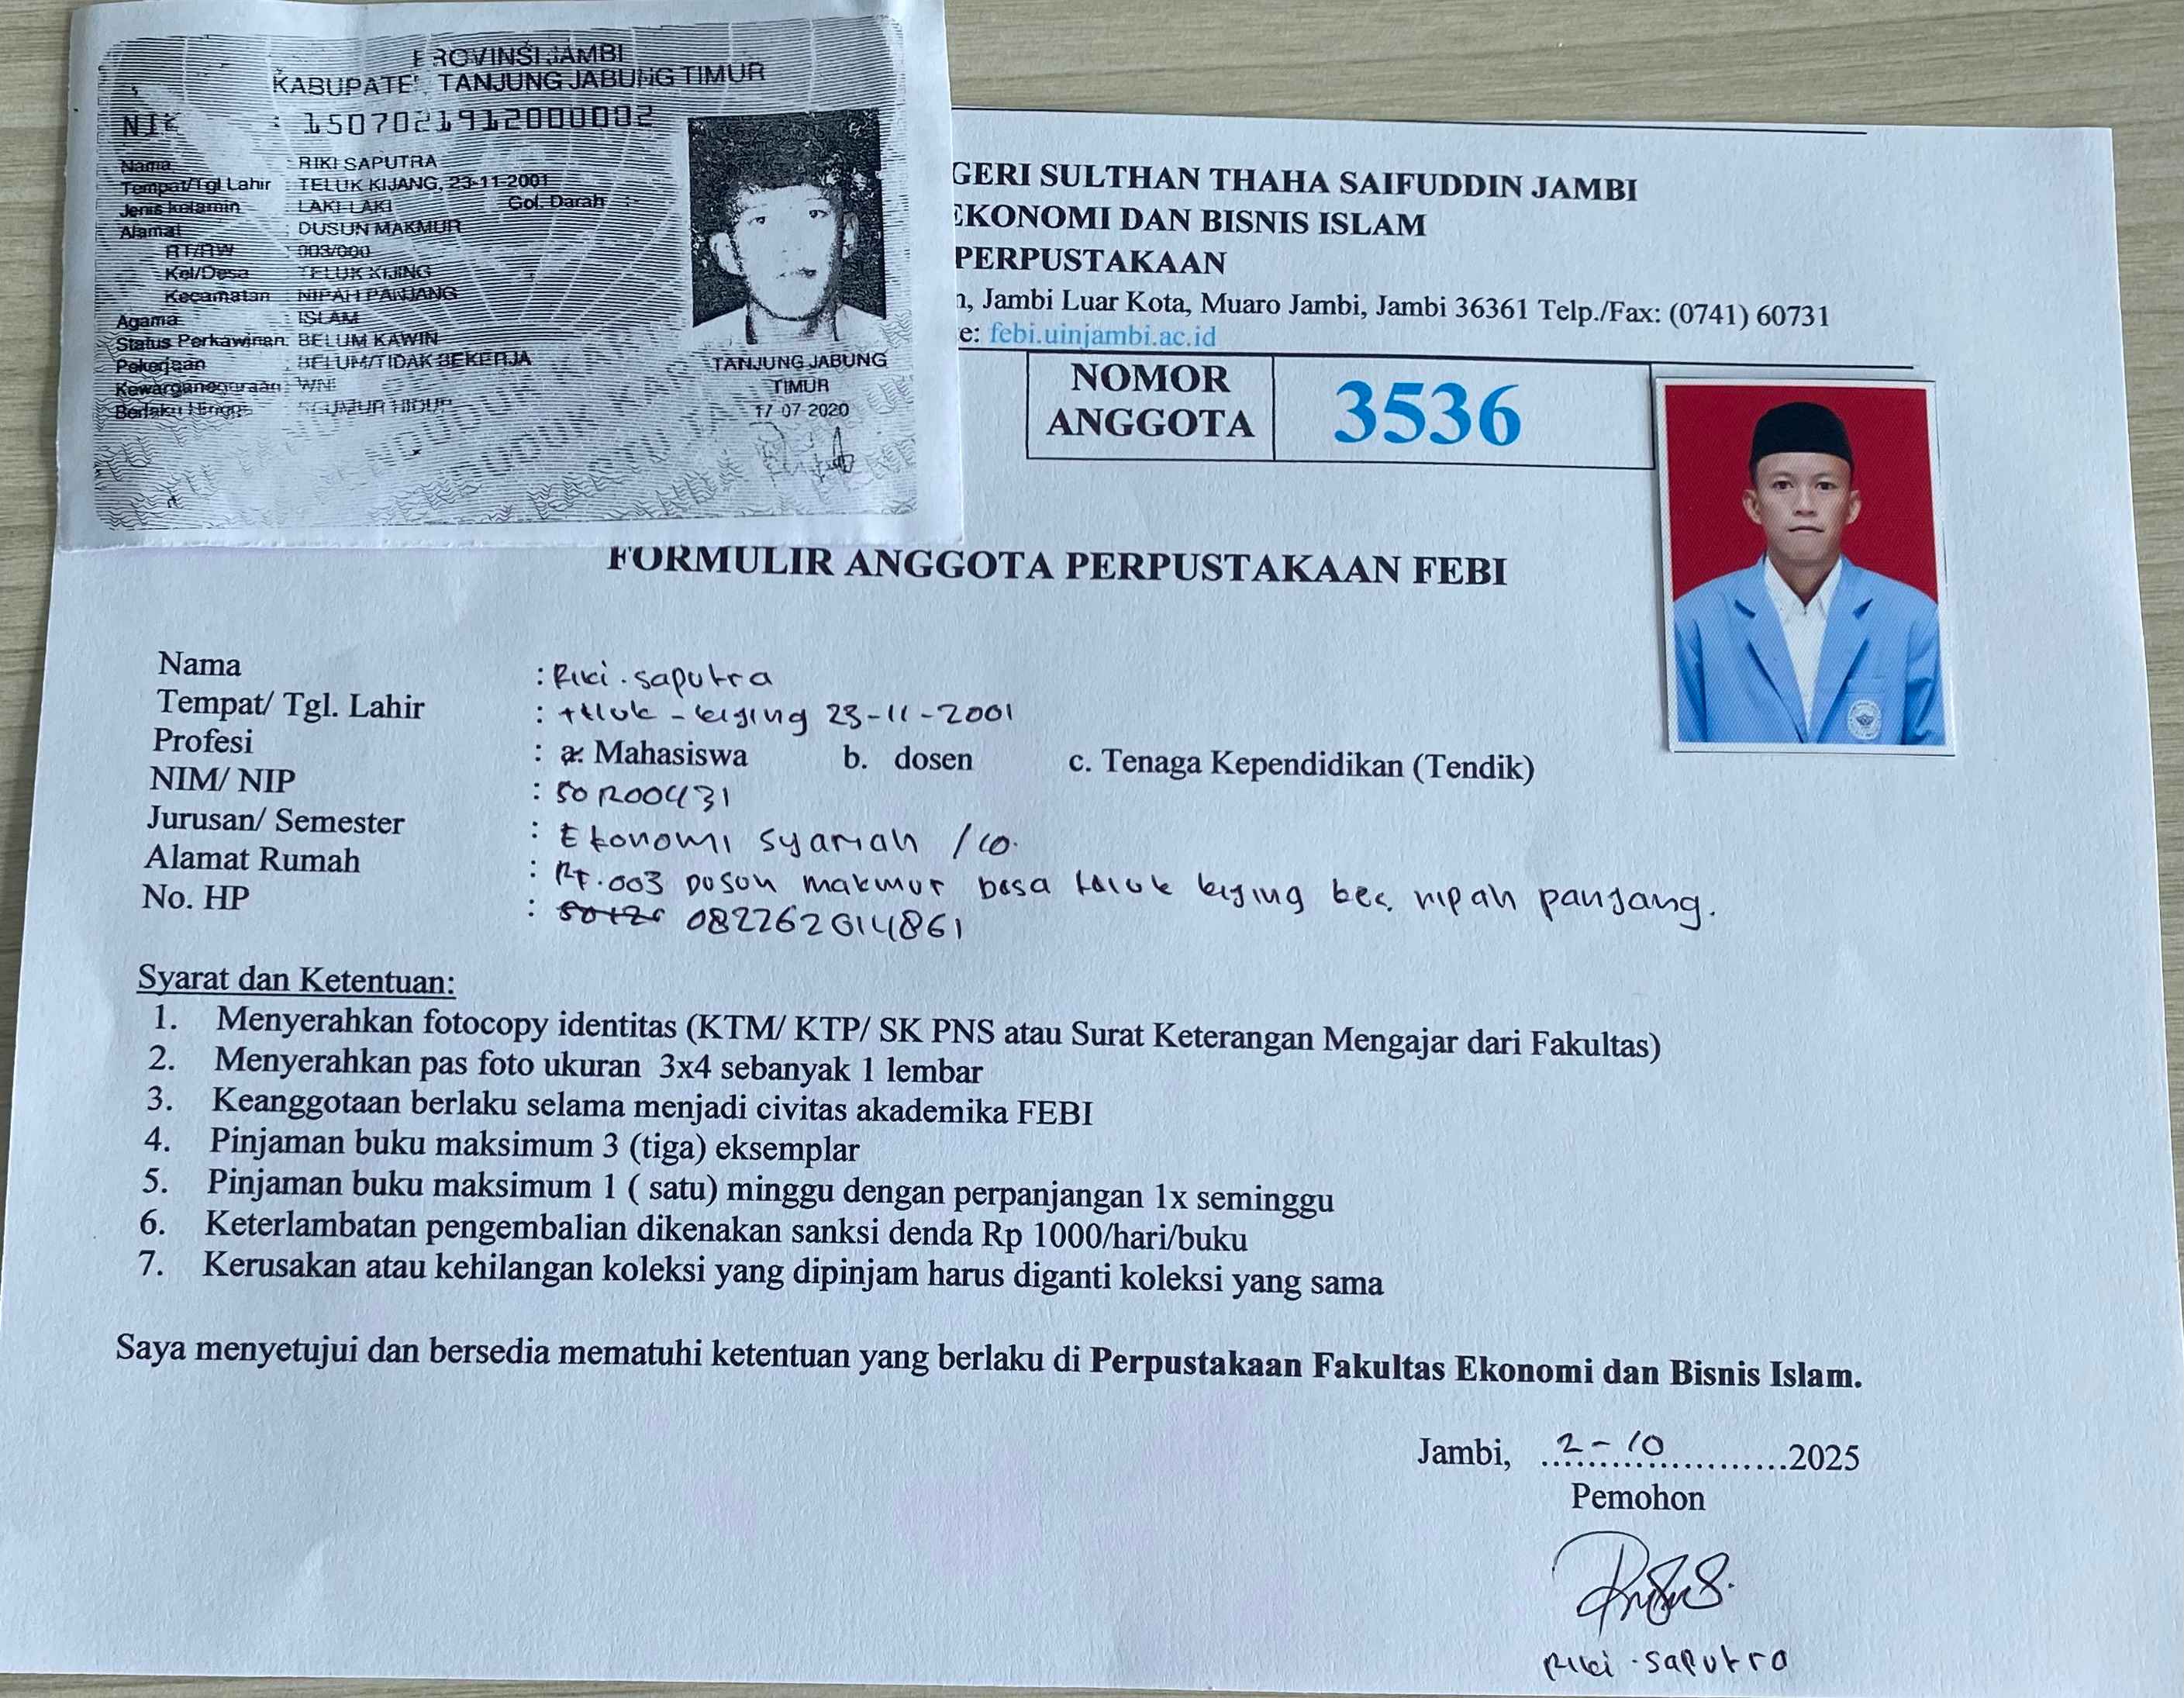 PROVINSI JAMBI
KABUPATE TANJUNG JABUNG TIMUR
NIK : 1507021912000002
Nama : RIKI SAPUTRA
Tempat/Tgl Lahir : TELUK KIJANG, 23-11-2001
Jenis kelamin : LAKI LAKI Gol. Darah : -
Alamat : DUSUN MAKMUR
RT/RW : 003/000
Kel/Desa : TELUK KIJING
Kecamatan : NIPAH PANJANG
Agama : ISLAM
Status Perkawinan: BELUM KAWIN
Pekerjaan : BELUM/TIDAK BEKERJA
Kewarganegaraan: WNI
Berlaku Hingga : SEUMUR HIDUP
TANJUNG JABUNG
TIMUR
17-07-2020
GERI SULTHAN THAHA SAIFUDDIN JAMBI
EKONOMI DAN BISNIS ISLAM
PERPUSTAKAAN
n, Jambi Luar Kota, Muaro Jambi, Jambi 36361 Telp./Fax: (0741) 60731
e: febi.uinjambi.ac.id
NOMOR
ANGGOTA
3536
FORMULIR ANGGOTA PERPUSTAKAAN FEBI
Nama : Riki. saputra
Tempat/ Tgl. Lahir : teluk - kijing 23-11-2001
Profesi : a. Mahasiswa b. dosen c. Tenaga Kependidikan (Tendik)
NIM/ NIP : 501200431
Jurusan/ Semester : Ekonomi syariah /10.
Alamat Rumah : RT.003 Dusun makmur Desa teluk kijing kec. nipah panjang.
No. HP : 082262014861
Syarat dan Ketentuan:
1. Menyerahkan fotocopy identitas (KTM/ KTP/ SK PNS atau Surat Keterangan Mengajar dari Fakultas)
2. Menyerahkan pas foto ukuran 3x4 sebanyak 1 lembar
3. Keanggotaan berlaku selama menjadi civitas akademika FEBI
4. Pinjaman buku maksimum 3 (tiga) eksemplar
5. Pinjaman buku maksimum 1 ( satu) minggu dengan perpanjangan 1x seminggu
6. Keterlambatan pengembalian dikenakan sanksi denda Rp 1000/hari/buku
7. Kerusakan atau kehilangan koleksi yang dipinjam harus diganti koleksi yang sama
Saya menyetujui dan bersedia mematuhi ketentuan yang berlaku di Perpustakaan Fakultas Ekonomi dan Bisnis Islam.
Jambi, 2-10 2025
Pemohon
Riki . saputra